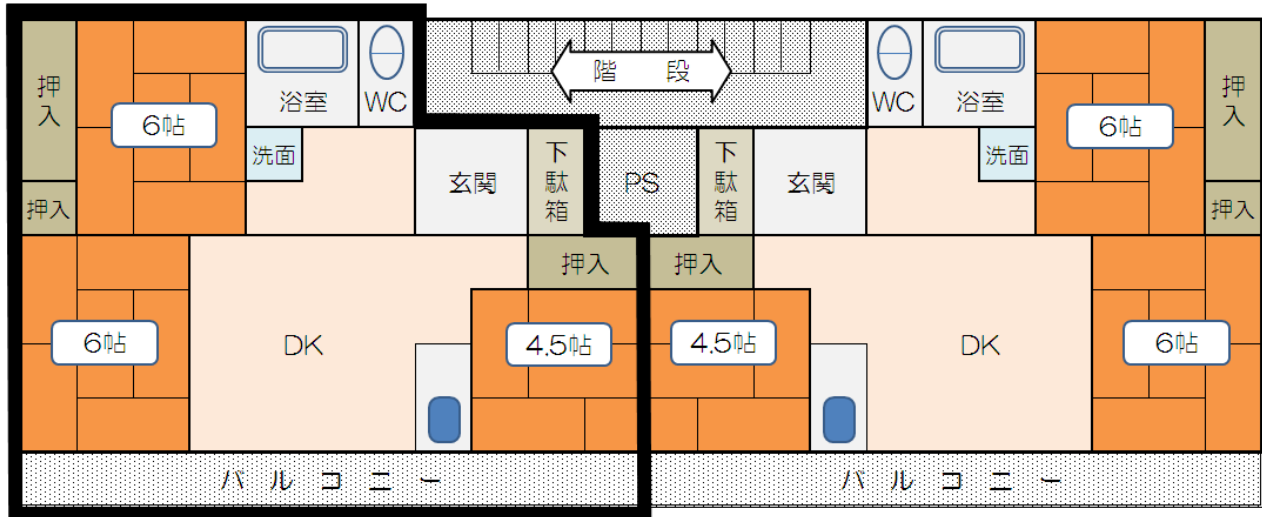 階 段
押入
6帖
浴室
WC
WC
浴室
6帖
押入
洗面
玄関
下駄箱
PS
下駄箱
玄関
洗面
押入
押入
押入
押入
6帖
DK
4.5帖
4.5帖
DK
6帖
バルコニー
バルコニー